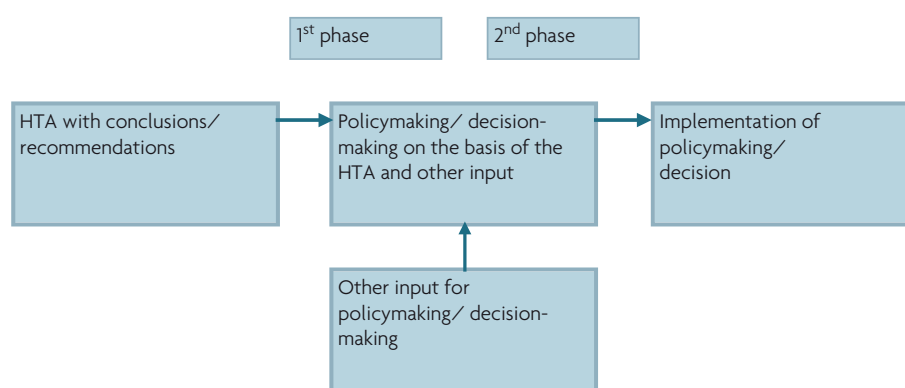 1st phase
2nd phase
HTA with conclusions/
recommendations
Policymaking/ decision-
making on the basis of the
HTA and other input
Implementation of
policymaking/
decision
Other input for
policymaking/ decision-
making